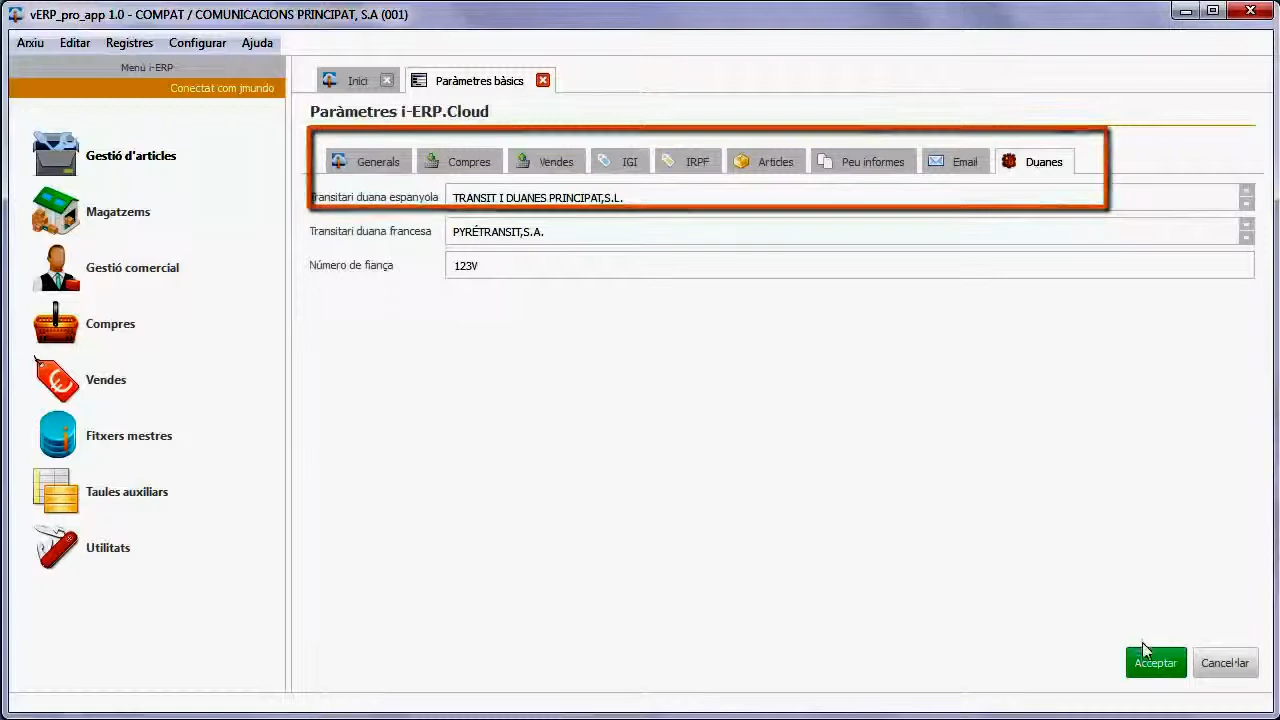 vERP_pro_app 1.0 - COMPAT / COMUNICACIONS PRINCIPAT, S.A (001)
Arxiu Editar Registres Configurar Ajuda
Menú i-ERP
Conectat com jmundo
Gestió d'articles
Magatzems
Gestió comercial
Compres
Vendes
Fitxers mestres
Taules auxiliars
Utilitats
Inici Paràmetres bàsics
Paràmetres i-ERP.Cloud
Generals Compres Vendes IGI IRPF Articles Peu informes Email Duanes
Transitari duana espanyola TRANSIT I DUANES PRINCIPAT,S.L.
Transitari duana francesa PYRÉTRANSIT,S.A.
Número de fiança 123V
Acceptar Cancel·lar